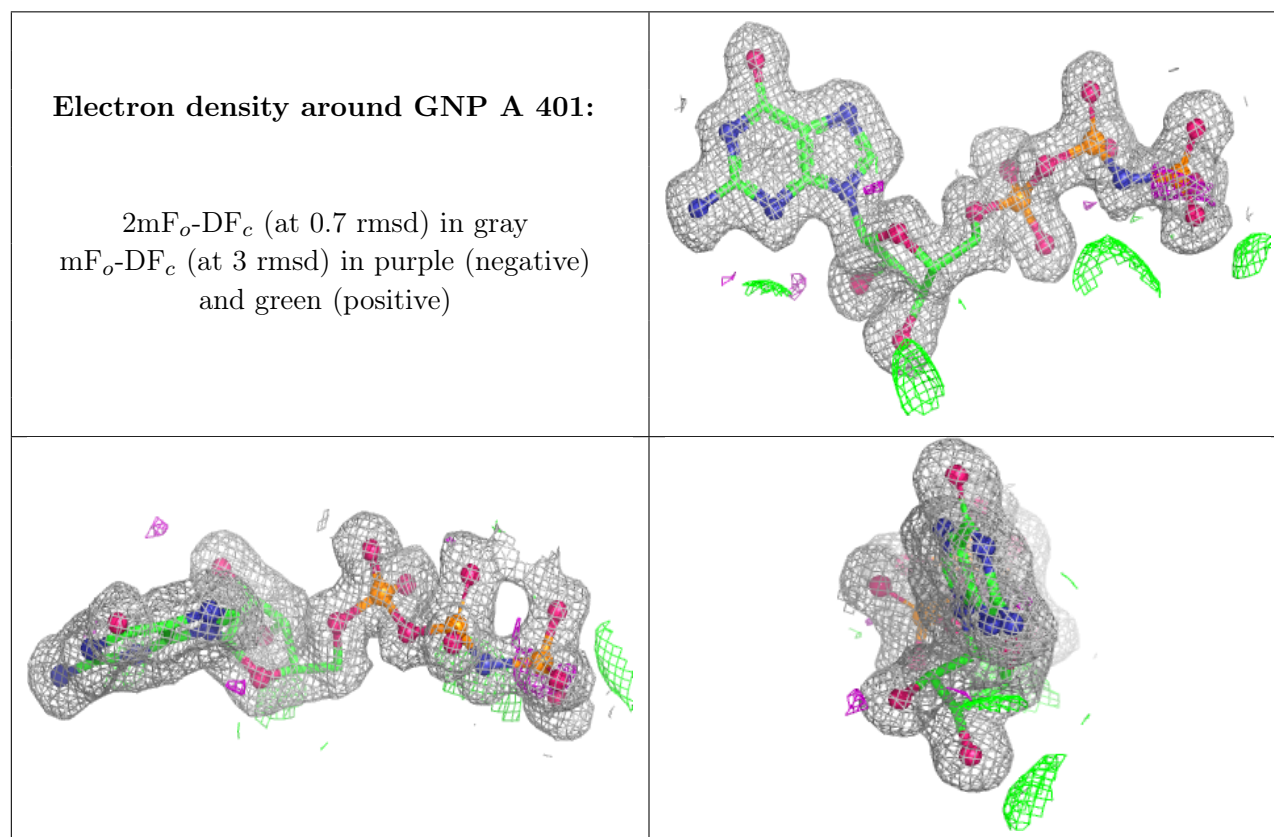 Electron density around GNP A 401:
2mFo-DFc (at 0.7 rmsd) in gray
mFo-DFc (at 3 rmsd) in purple (negative)
and green (positive)